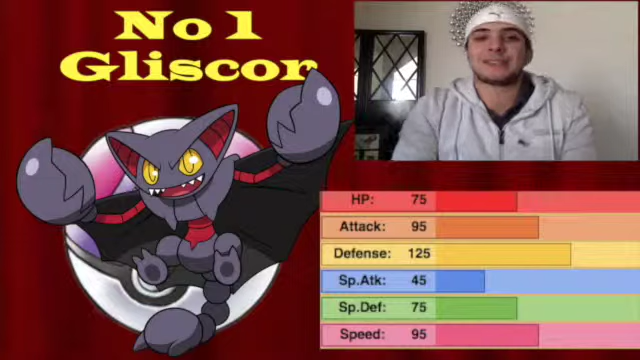 No 1
Gliscor
HP: 75
Attack: 95
Defense: 125
Sp.Atk: 45
Sp.Def: 75
Speed: 95